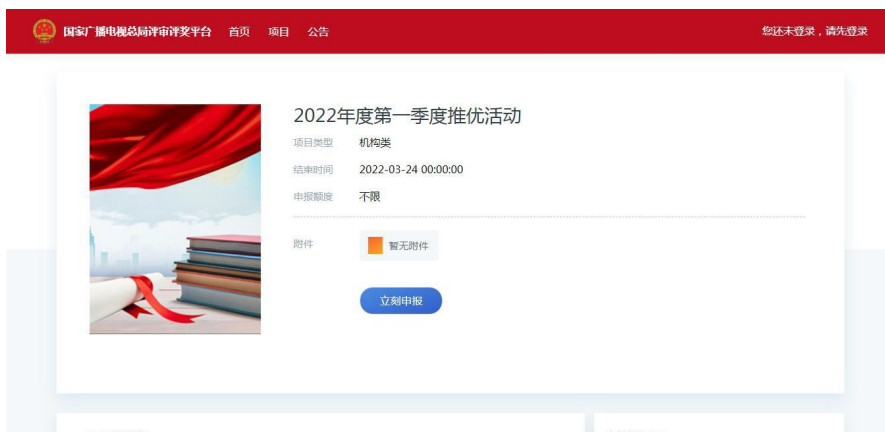 国家广播电视总局评审评奖平台 首页 项目 公告 您还未登录，请先登录
2022年度第一季度推优活动
项目类型 机构类
结束时间 2022-03-24 00:00:00
申报额度 不限
附件 暂无附件
立刻申报